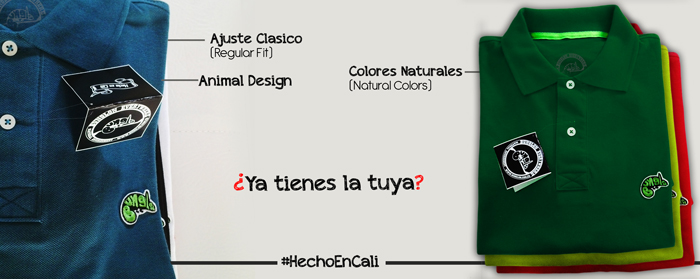 Ajuste Clasico
(Regular Fit)
Animal Design
Colores Naturales
(Natural Colors)
¿Ya tienes la tuya?
#HechoEnCali